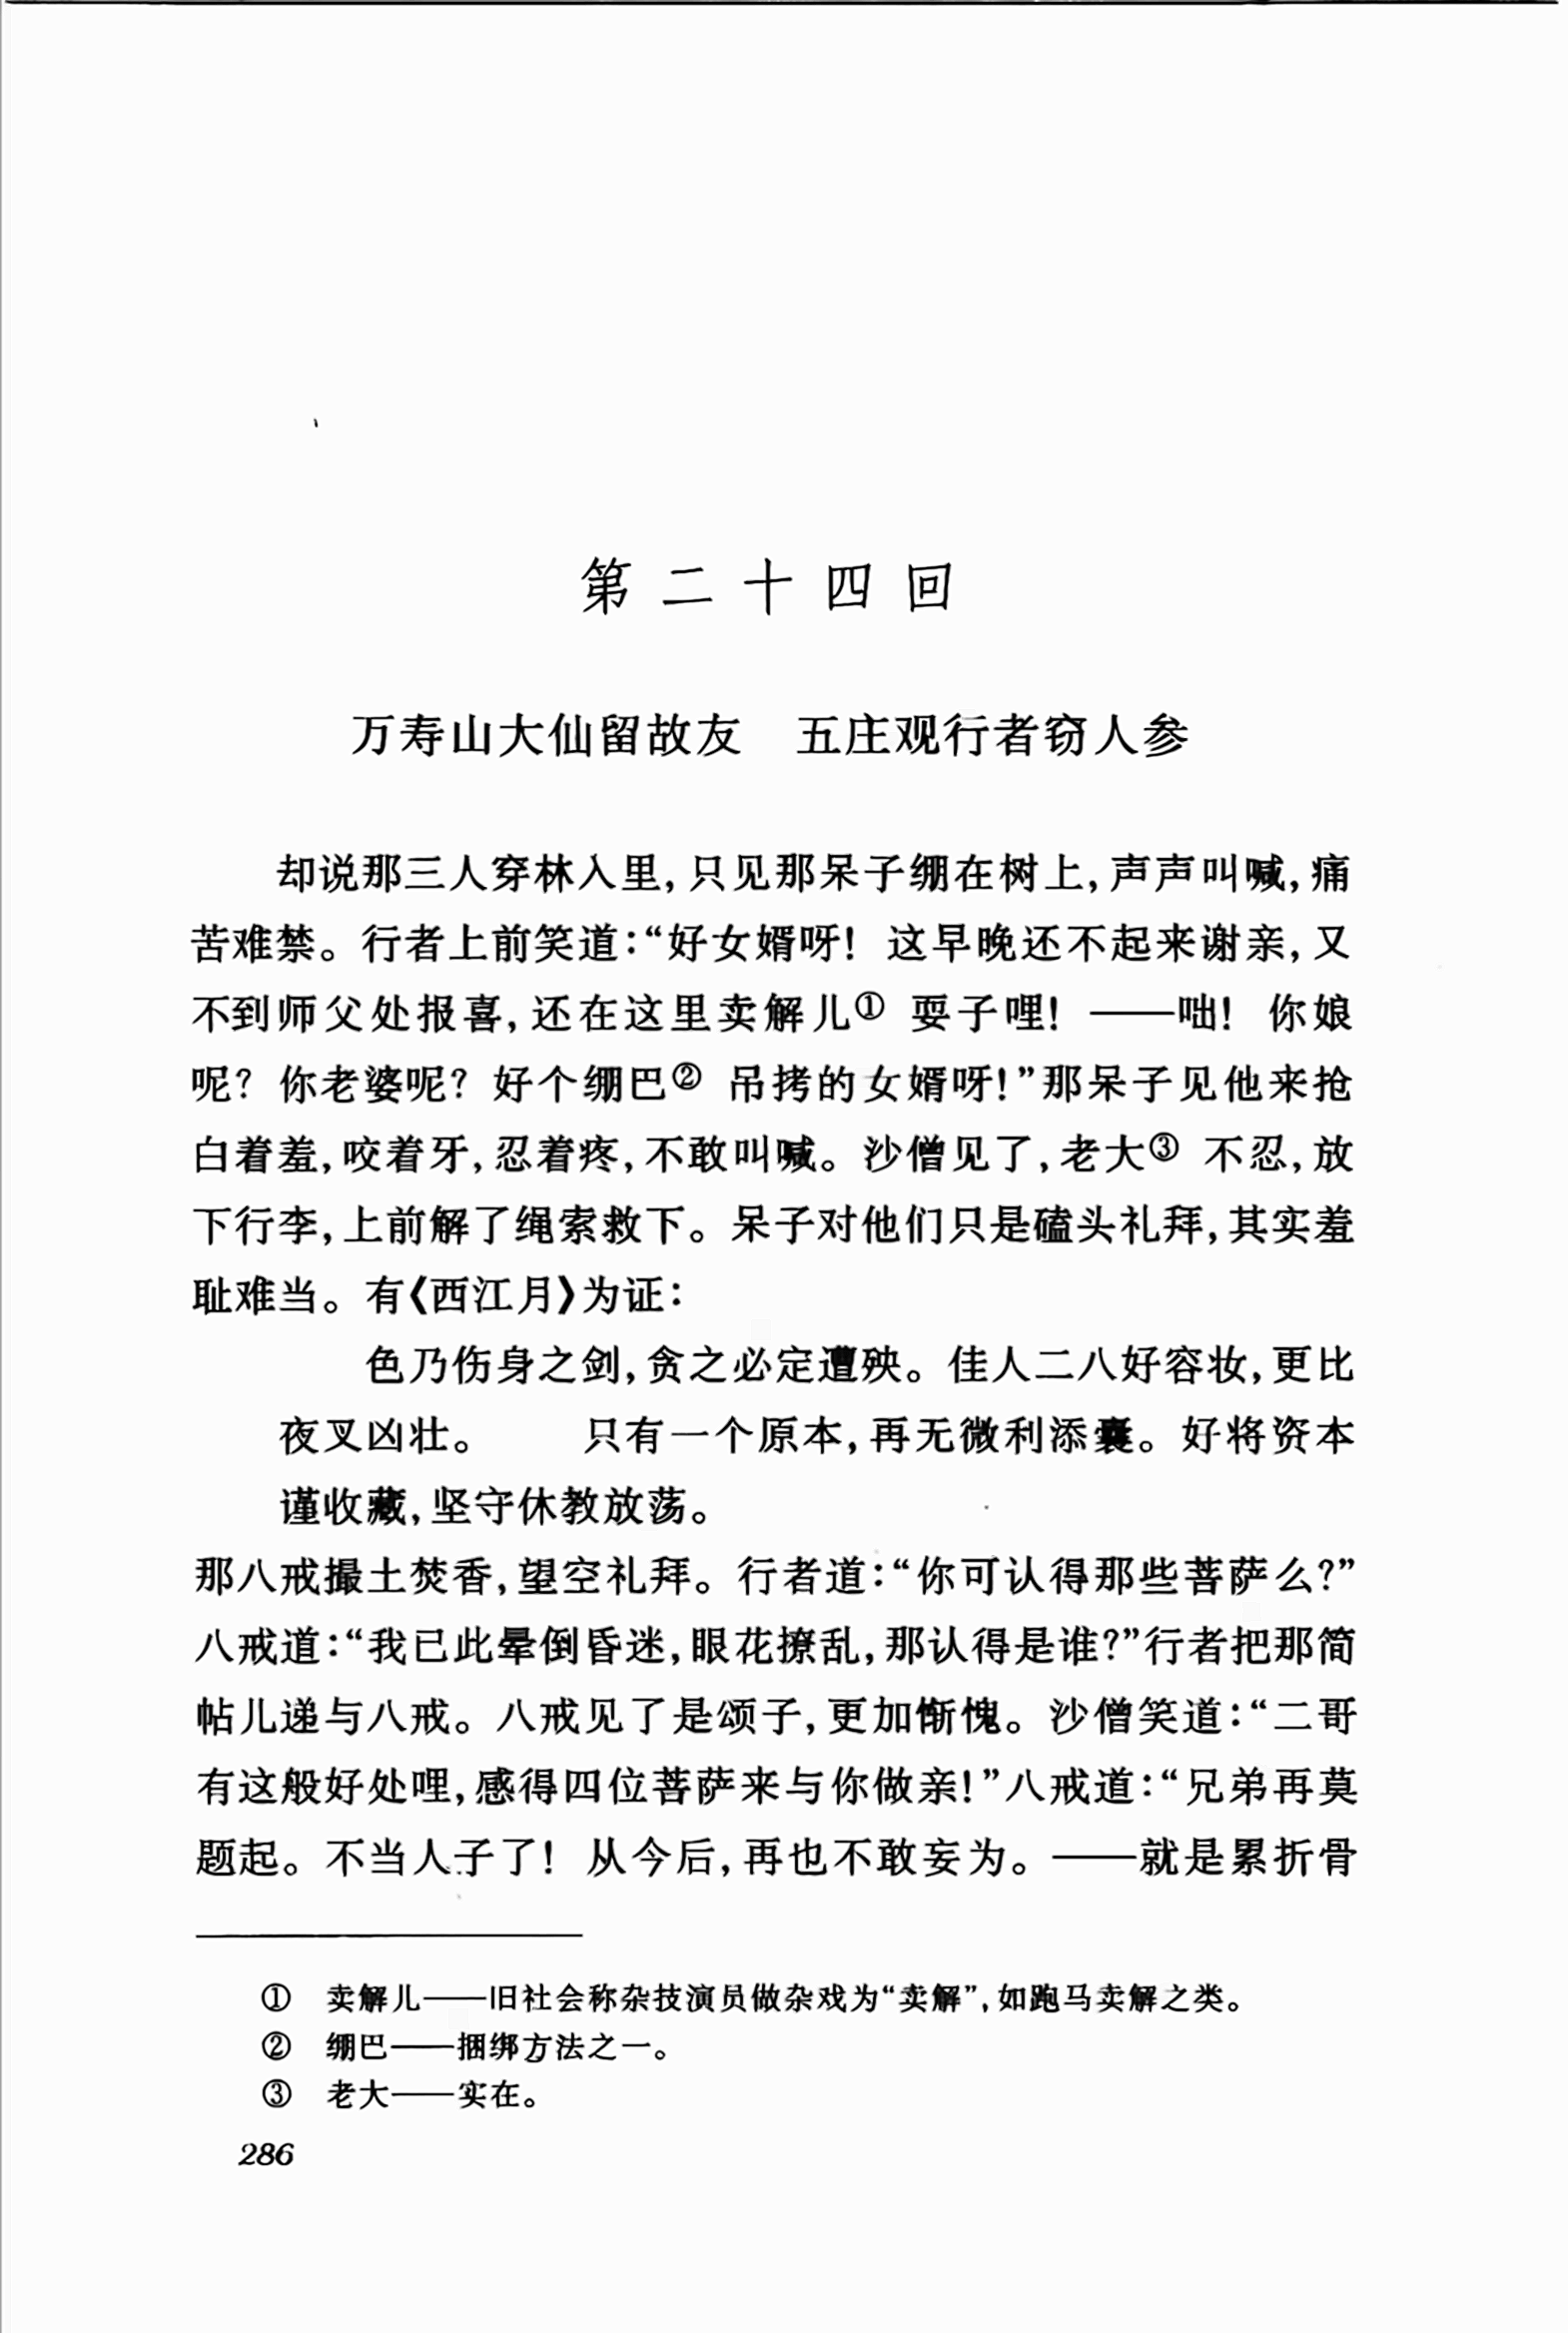 第二十四回
万寿山大仙留故友　五庄观行者窃人参
却说那三人穿林入里,只见那呆子绷在树上,声声叫喊,痛
苦难禁。行者上前笑道:“好女婿呀! 这早晚还不起来谢亲,又
不到师父处报喜,还在这里卖解儿① 耍子哩! ——咄! 你娘
呢? 你老婆呢? 好个绷巴② 吊拷的女婿呀!”那呆子见他来抢
白着羞,咬着牙,忍着疼,不敢叫喊。沙僧见了,老大③ 不忍,放
下行李,上前解了绳索救下。呆子对他们只是磕头礼拜,其实羞
耻难当。有《西江月》为证:
色乃伤身之剑,贪之必定遭殃。佳人二八好容妆,更比
夜叉凶壮。　　只有一个原本,再无微利添囊。好将资本
谨收藏,坚守休教放荡。
那八戒撮土焚香,望空礼拜。行者道:“你可认得那些菩萨么?”
八戒道:“我已此晕倒昏迷,眼花撩乱,那认得是谁?”行者把那简
帖儿递与八戒。八戒见了是颂子,更加惭愧。沙僧笑道:“二哥
有这般好处哩,感得四位菩萨来与你做亲!”八戒道:“兄弟再莫
题起。不当人子了! 从今后,再也不敢妄为。——就是累折骨
① 卖解儿——旧社会称杂技演员做杂戏为“卖解”,如跑马卖解之类。
② 绷巴——捆绑方法之一。
③ 老大——实在。
286